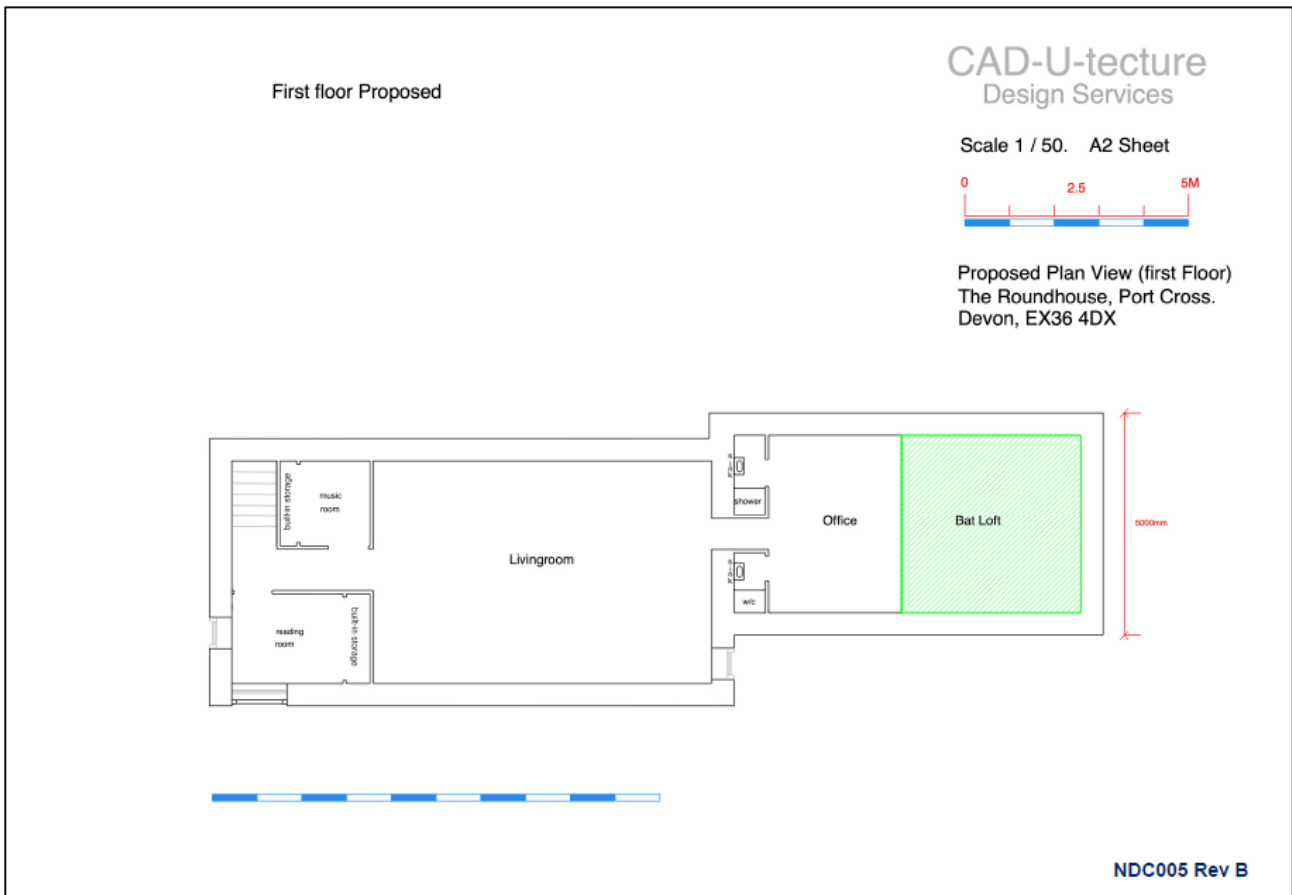 First floor Proposed
CAD-U-tecture
Design Services
Scale 1 / 50. A2 Sheet
0 2.5 5M
Proposed Plan View (first Floor)
The Roundhouse, Port Cross.
Devon, EX36 4DX
built-in storage
music
room
Livingroom
reading
room
built-in storage
sink
shower
sink
w/c
Office
Bat Loft
5000mm
NDC005 Rev B